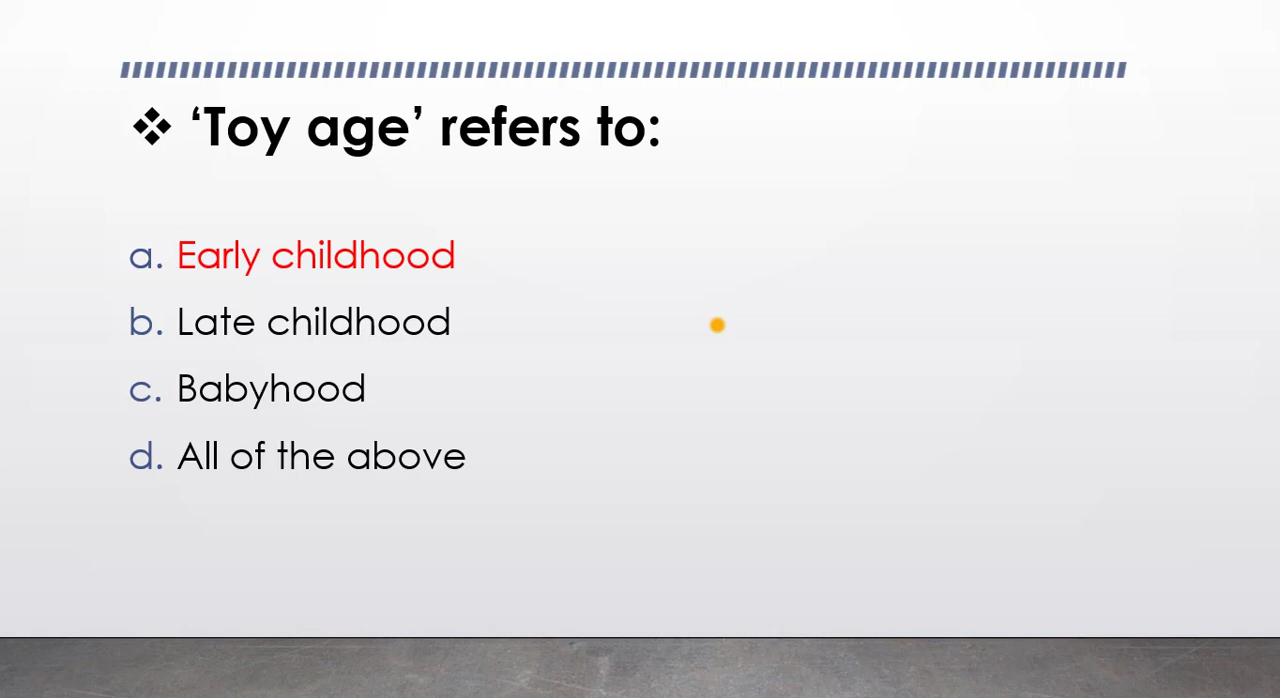 ❖ ‘Toy age’ refers to:
a. Early childhood
b. Late childhood
c. Babyhood
d. All of the above